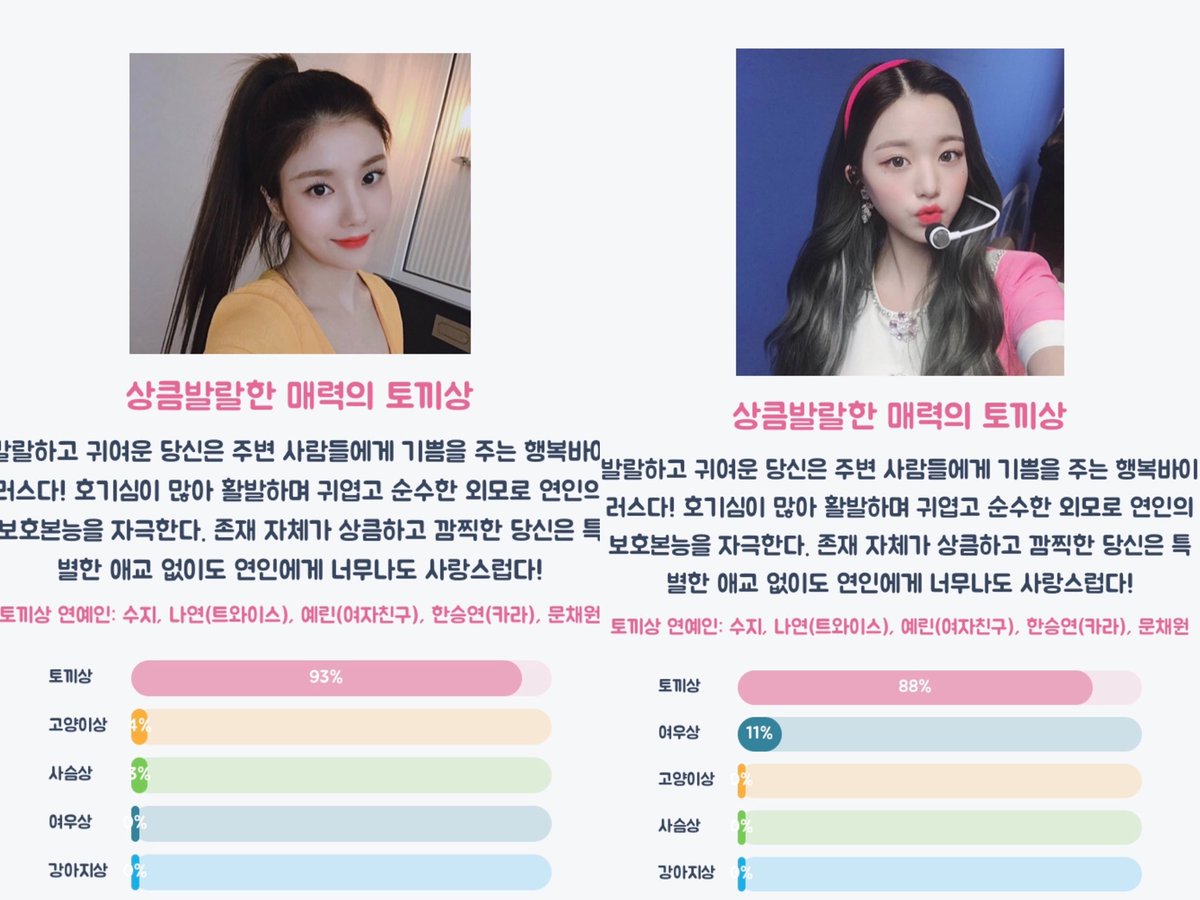 상큼발랄한 매력의 토끼상
발랄하고 귀여운 당신은 주변 사람들에게 기쁨을 주는 행복바이
러스다! 호기심이 많아 활발하며 귀엽고 순수한 외모로 연인의
보호본능을 자극한다. 존재 자체가 상큼하고 깜찍한 당신은 특
별한 애교 없이도 연인에게 너무나도 사랑스럽다!
토끼상 연예인: 수지, 나연(트와이스), 예린(여자친구), 한승연(카라), 문채원
토끼상 93%
고양이상 4%
사슴상 3%
여우상 0%
강아지상 0%
상큼발랄한 매력의 토끼상
발랄하고 귀여운 당신은 주변 사람들에게 기쁨을 주는 행복바이
러스다! 호기심이 많아 활발하며 귀엽고 순수한 외모로 연인의
보호본능을 자극한다. 존재 자체가 상큼하고 깜찍한 당신은 특
별한 애교 없이도 연인에게 너무나도 사랑스럽다!
토끼상 연예인: 수지, 나연(트와이스), 예린(여자친구), 한승연(카라), 문채원
토끼상 88%
여우상 11%
고양이상 0%
사슴상 0%
강아지상 0%